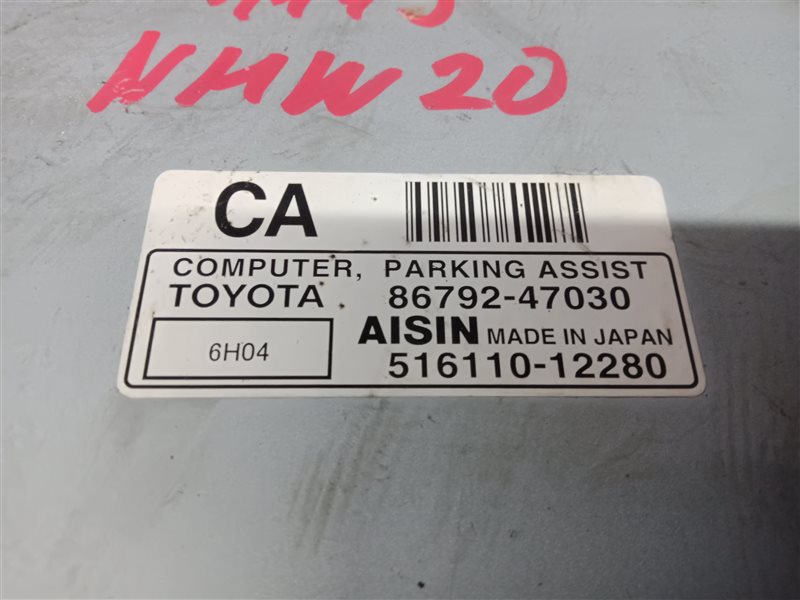 NHW20
CA
COMPUTER, PARKING ASSIST
TOYOTA 86792-47030
6H04
AISIN MADE IN JAPAN
516110-12280